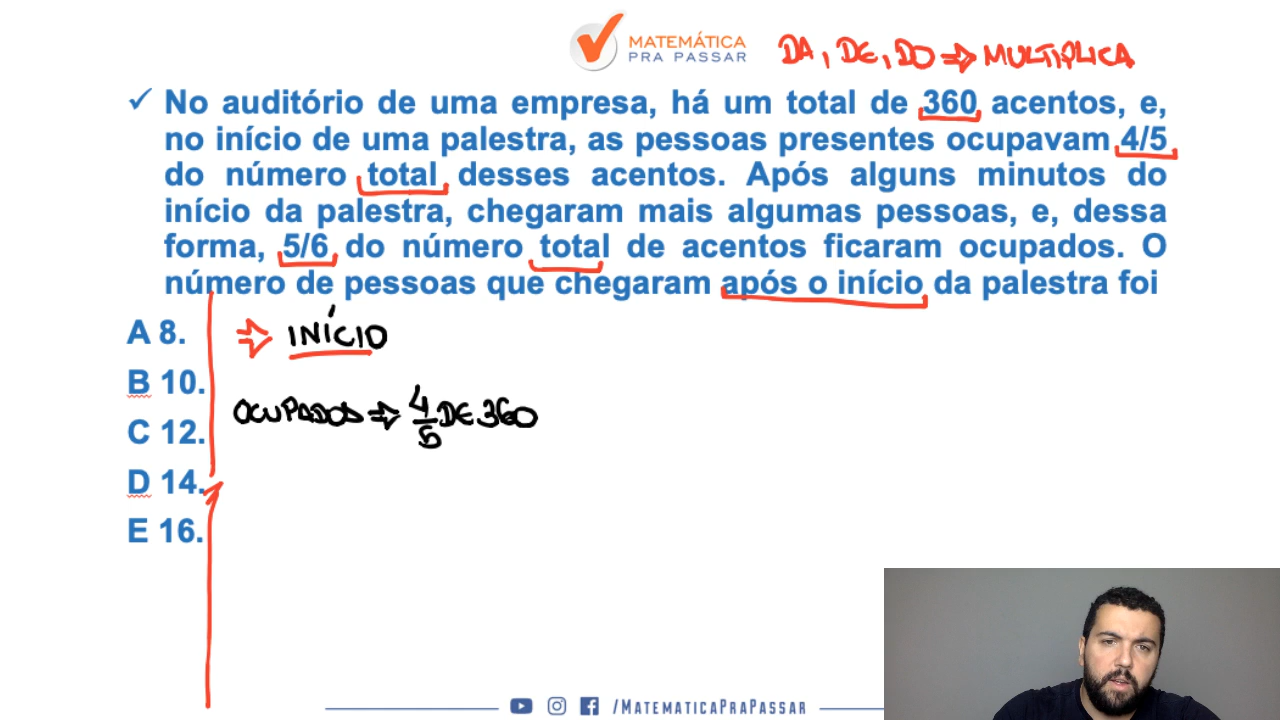 MATEMÁTICA
PRA PASSAR
DA, DE, DO ⇒ MULTIPLICA
✓ No auditório de uma empresa, há um total de 360 acentos, e,
no início de uma palestra, as pessoas presentes ocupavam 4/5
do número total desses acentos. Após alguns minutos do
início da palestra, chegaram mais algumas pessoas, e, dessa
forma, 5/6 do número total de acentos ficaram ocupados. O
número de pessoas que chegaram após o início da palestra foi
A 8.
⇒ INÍCIO
B 10.
OCUPADOS ⇒ 4/5 DE 360
C 12.
D 14.
E 16.
/MatematicaPraPassar